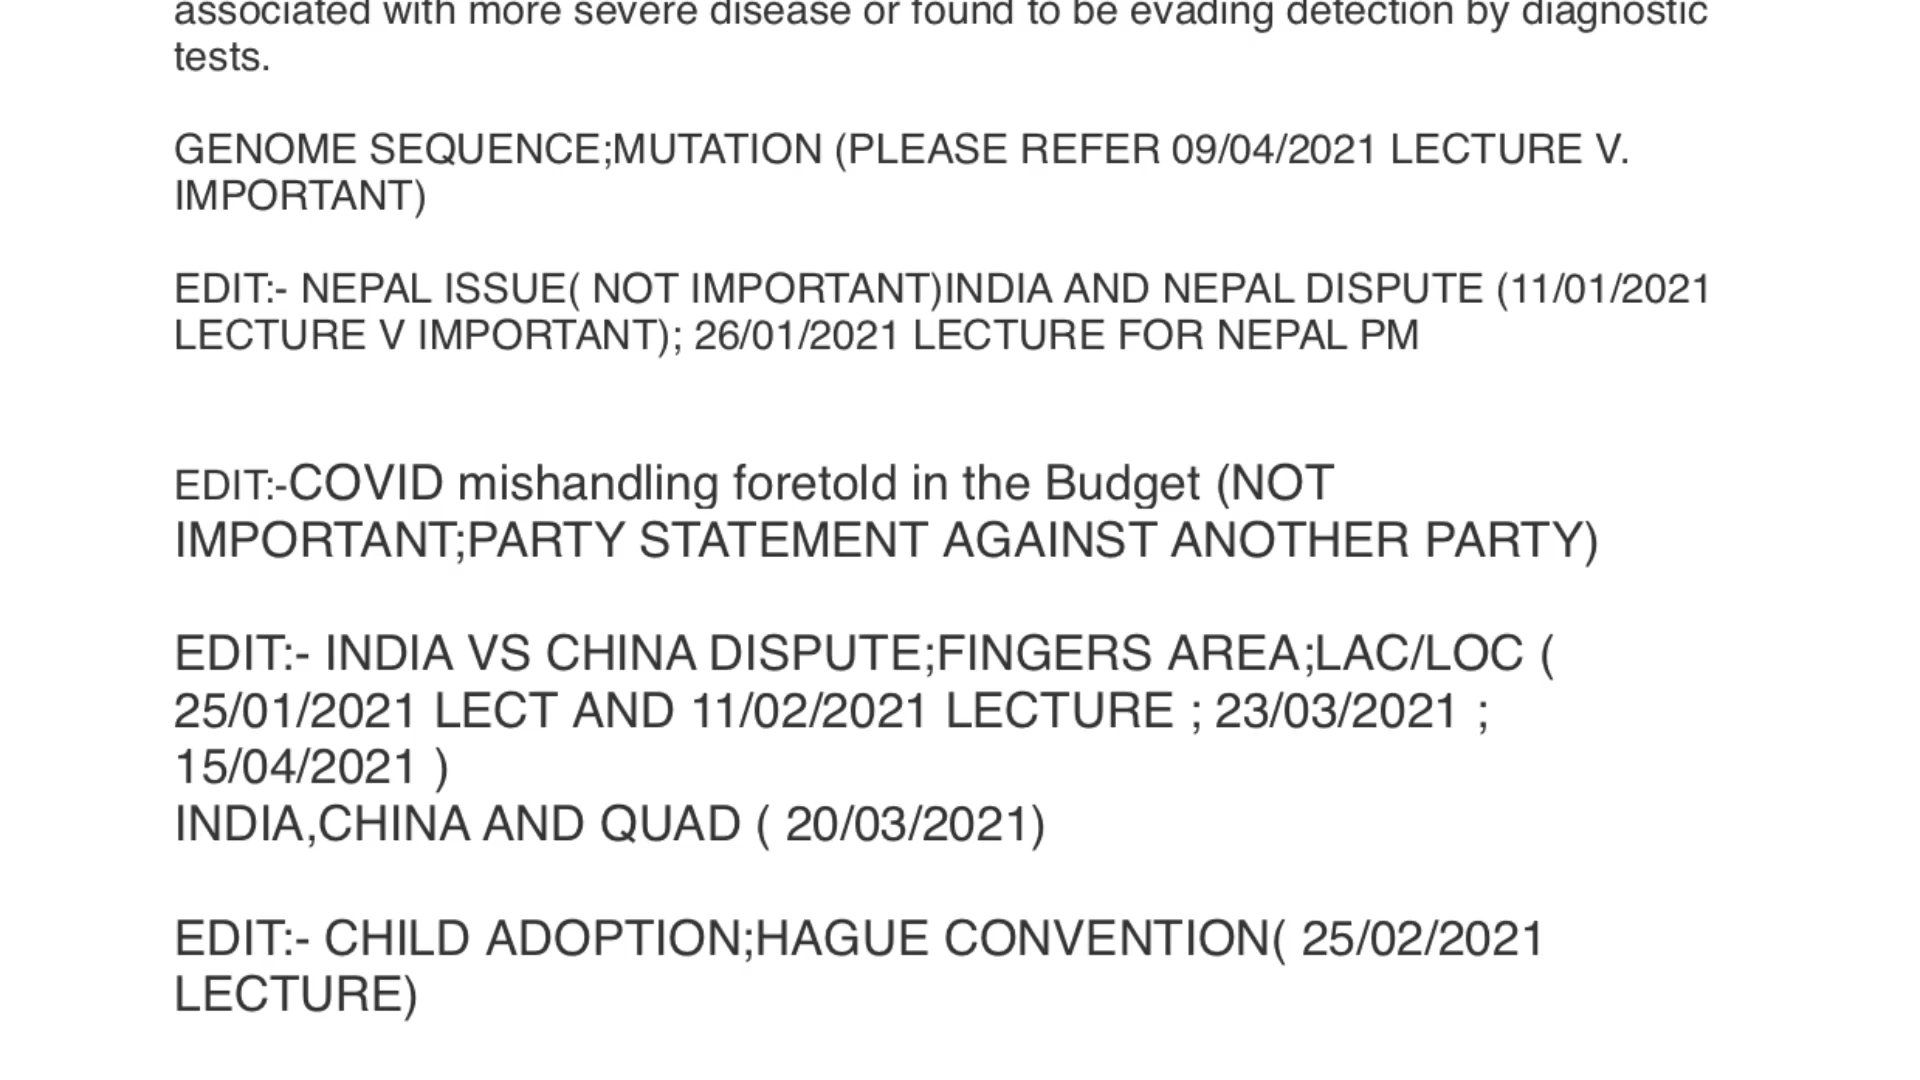 associated with more severe disease or found to be evading detection by diagnostic
tests.
GENOME SEQUENCE;MUTATION (PLEASE REFER 09/04/2021 LECTURE V.
IMPORTANT)
EDIT:- NEPAL ISSUE( NOT IMPORTANT)INDIA AND NEPAL DISPUTE (11/01/2021
LECTURE V IMPORTANT); 26/01/2021 LECTURE FOR NEPAL PM
EDIT:-COVID mishandling foretold in the Budget (NOT
IMPORTANT;PARTY STATEMENT AGAINST ANOTHER PARTY)
EDIT:- INDIA VS CHINA DISPUTE;FINGERS AREA;LAC/LOC (
25/01/2021 LECT AND 11/02/2021 LECTURE ; 23/03/2021 ;
15/04/2021 )
INDIA,CHINA AND QUAD ( 20/03/2021)
EDIT:- CHILD ADOPTION;HAGUE CONVENTION( 25/02/2021
LECTURE)